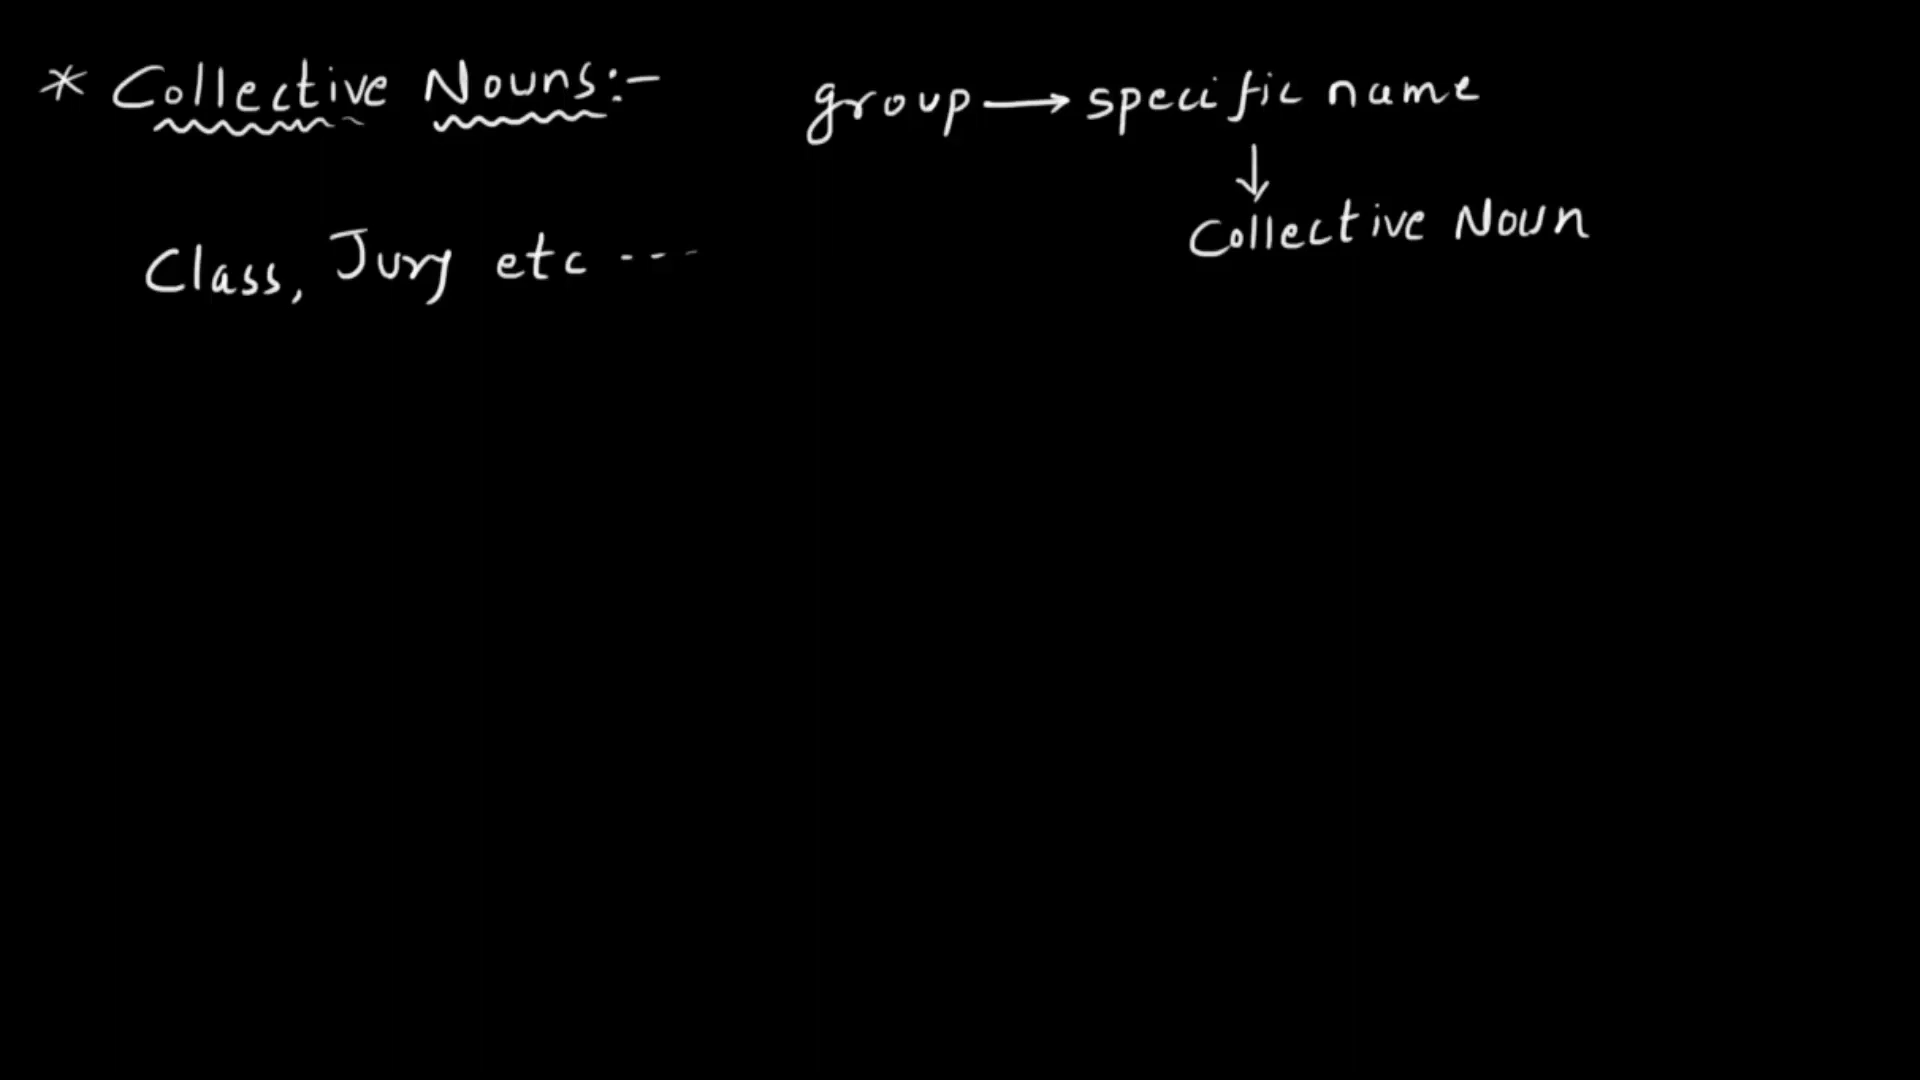 * Collective Nouns:-
group → specific name
↓
Collective Noun
Class, Jury etc ---